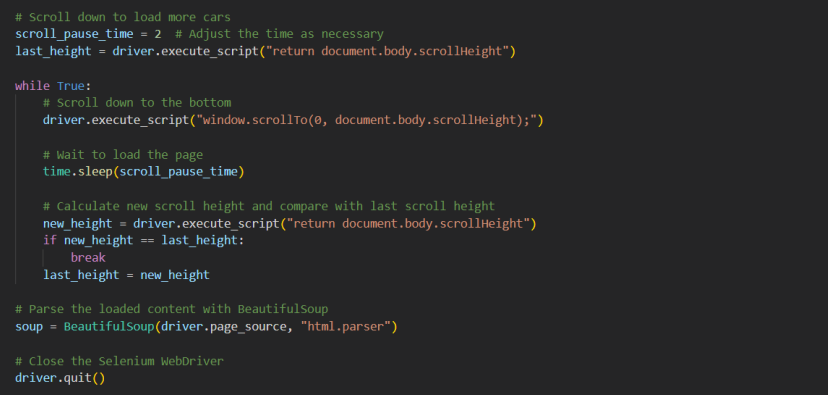 # Scroll down to load more cars
scroll_pause_time = 2  # Adjust the time as necessary
last_height = driver.execute_script("return document.body.scrollHeight")

while True:
    # Scroll down to the bottom
    driver.execute_script("window.scrollTo(0, document.body.scrollHeight);")

    # Wait to load the page
    time.sleep(scroll_pause_time)

    # Calculate new scroll height and compare with last scroll height
    new_height = driver.execute_script("return document.body.scrollHeight")
    if new_height == last_height:
        break
    last_height = new_height

# Parse the loaded content with BeautifulSoup
soup = BeautifulSoup(driver.page_source, "html.parser")

# Close the Selenium WebDriver
driver.quit()